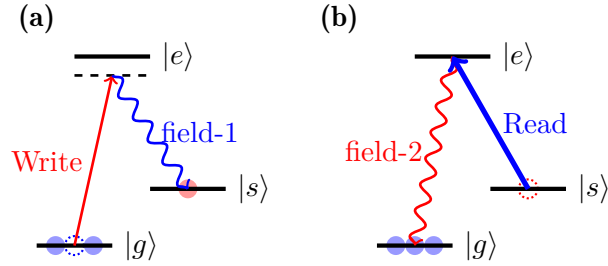 (a)
|e⟩
field-1
Write
|s⟩
|g⟩
(b)
|e⟩
Read
field-2
|s⟩
|g⟩